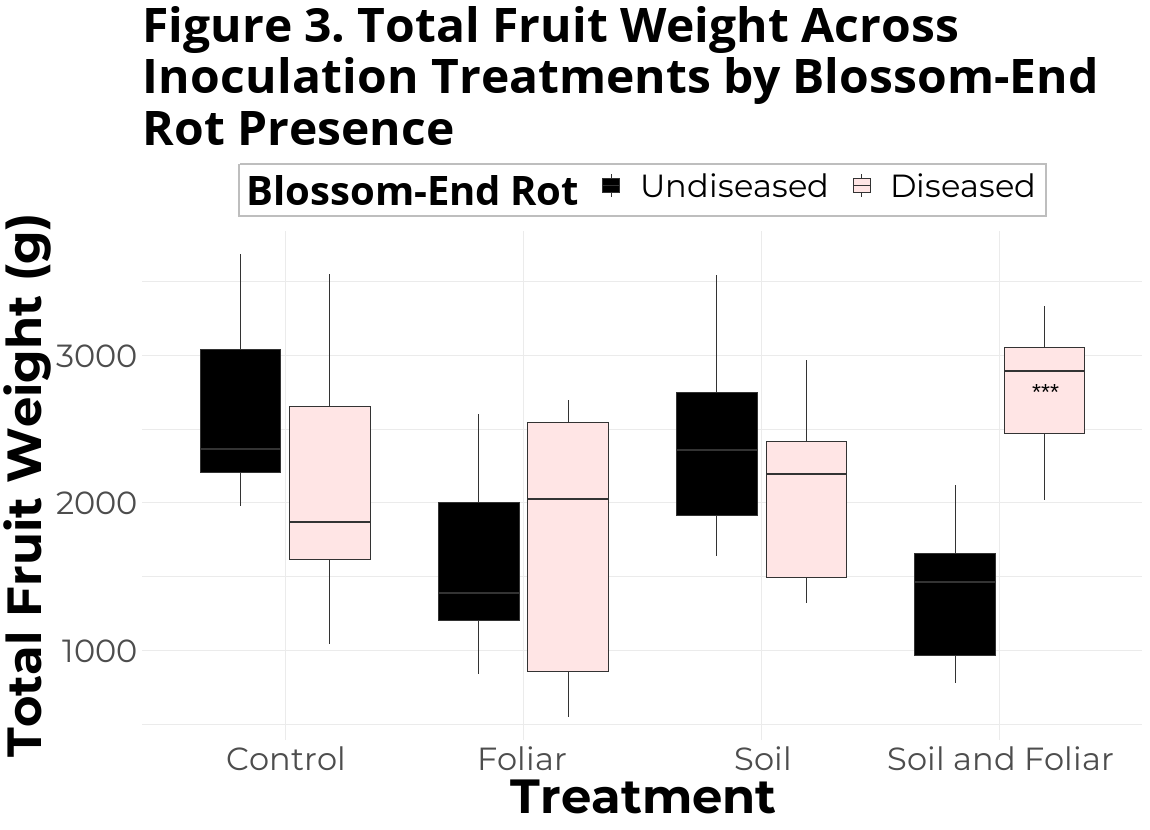 Figure 3. Total Fruit Weight Across
Inoculation Treatments by Blossom-End
Rot Presence
Blossom-End Rot Undiseased Diseased
Total Fruit Weight (g)
3000
2000
1000
***
Control Foliar Soil Soil and Foliar
Treatment